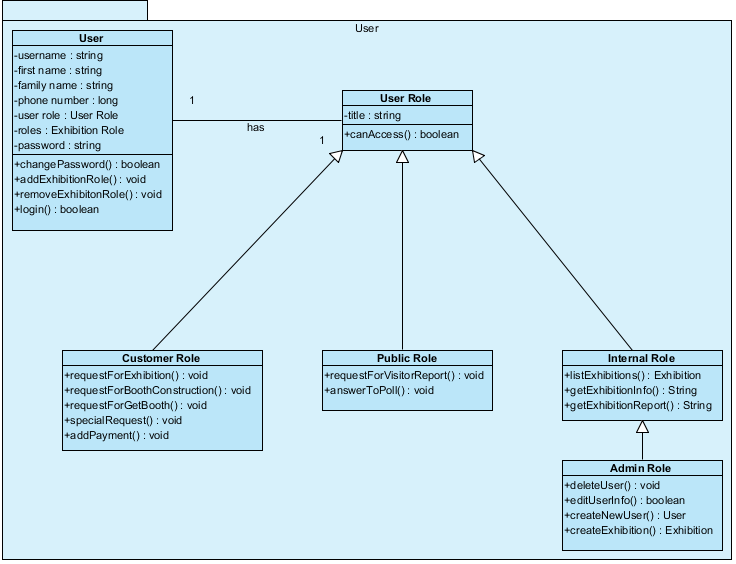 User
User
-username : string
-first name : string
-family name : string
-phone number : long
-user role : User Role
-roles : Exhibition Role
-password : string
+changePassword() : boolean
+addExhibitionRole() : void
+removeExhibitonRole() : void
+login() : boolean
1
has
1
User Role
-title : string
+canAccess() : boolean
Customer Role
+requestForExhibition() : void
+requestForBoothConstruction() : void
+requestForGetBooth() : void
+specialRequest() : void
+addPayment() : void
Public Role
+requestForVisitorReport() : void
+answerToPoll() : void
Internal Role
+listExhibitions() : Exhibition
+getExhibitionInfo() : String
+getExhibitionReport() : String
Admin Role
+deleteUser() : void
+editUserInfo() : boolean
+createNewUser() : User
+createExhibition() : Exhibition